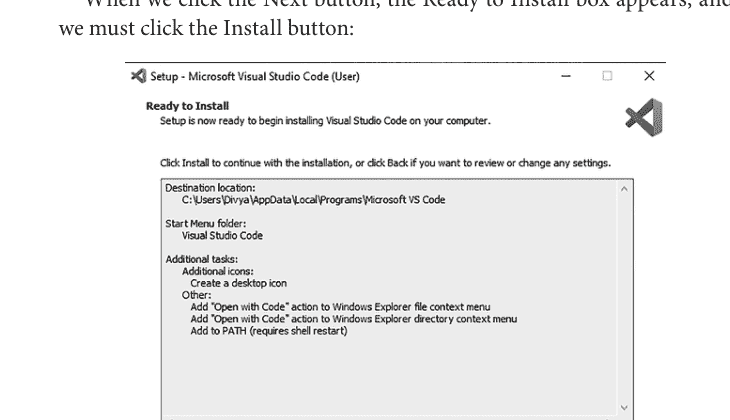 When we click the Next button, the Ready to Install box appears, and
we must click the Install button:
Setup - Microsoft Visual Studio Code (User)
Ready to Install
Setup is now ready to begin installing Visual Studio Code on your computer.
Click Install to continue with the installation, or click Back if you want to review or change any settings.
Destination location:
C:\Users\Divya\AppData\Local\Programs\Microsoft VS Code
Start Menu folder:
Visual Studio Code
Additional tasks:
Additional icons:
Create a desktop icon
Other:
Add "Open with Code" action to Windows Explorer file context menu
Add "Open with Code" action to Windows Explorer directory context menu
Add to PATH (requires shell restart)